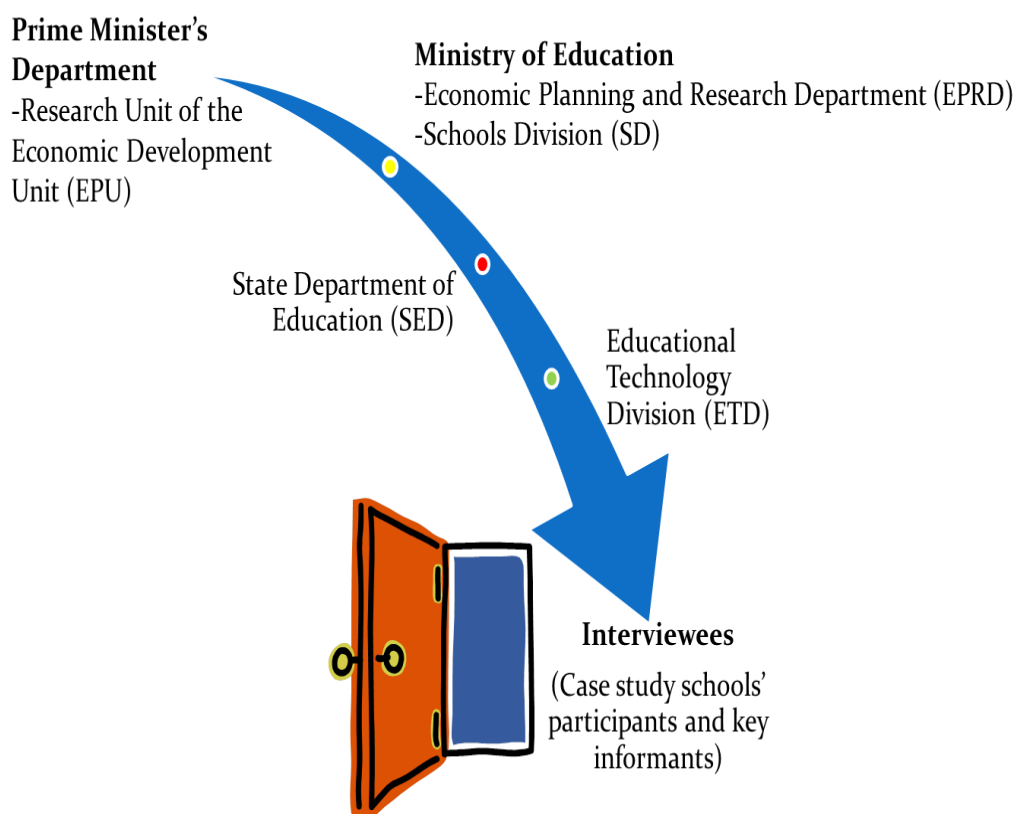 Prime Minister’s
Department
-Research Unit of the
Economic Development
Unit (EPU)
Ministry of Education
-Economic Planning and Research Department (EPRD)
-Schools Division (SD)
State Department of
Education (SED)
Educational
Technology
Division (ETD)
Interviewees
(Case study schools’
participants and key
informants)